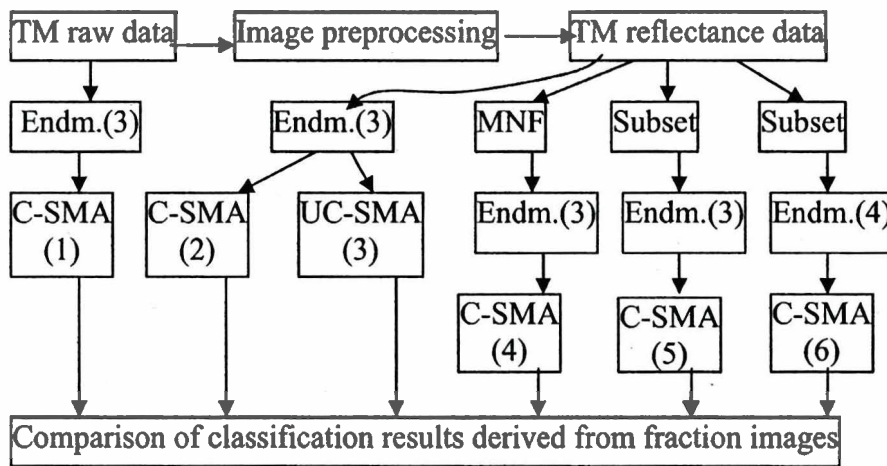 TM raw data
Image preprocessing
TM reflectance data
Endm.(3)
Endm.(3)
MNF
Subset
Subset
C-SMA
(1)
C-SMA
(2)
UC-SMA
(3)
Endm.(3)
Endm.(3)
Endm.(4)
C-SMA
(4)
C-SMA
(5)
C-SMA
(6)
Comparison of classification results derived from fraction images